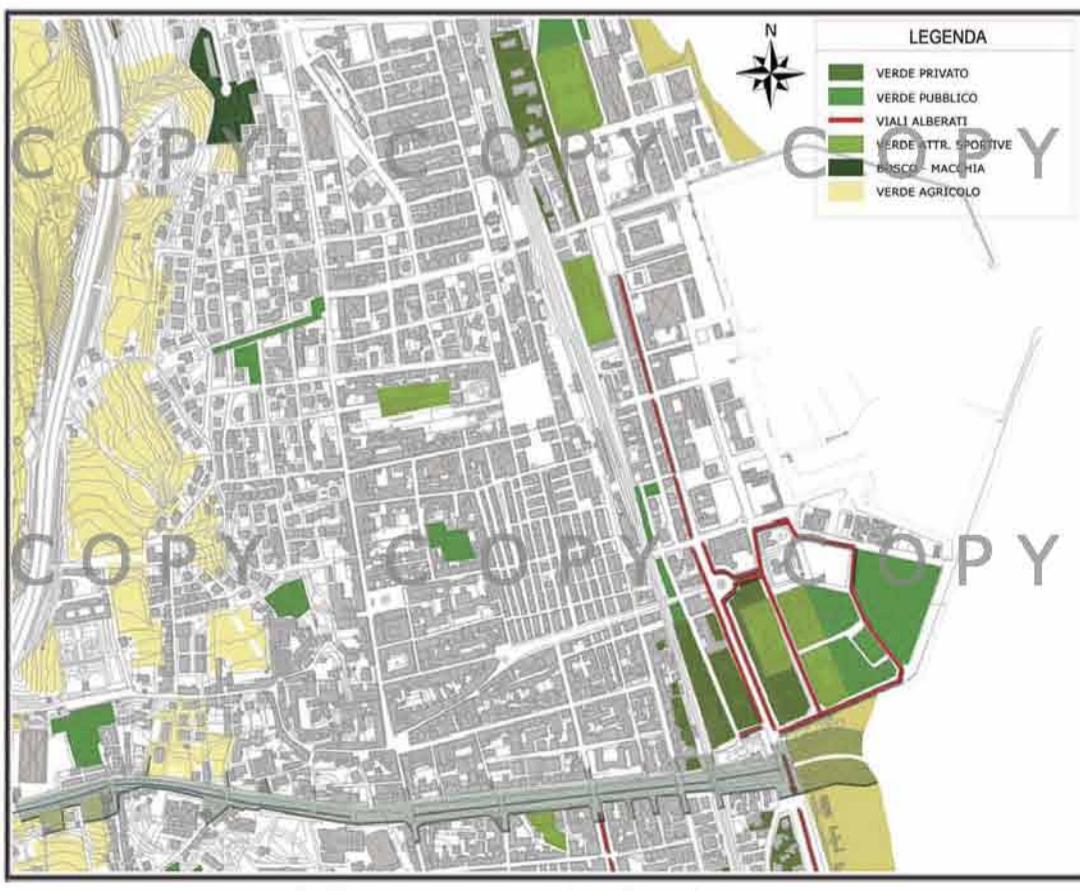 N
LEGENDA
VERDE PRIVATO
VERDE PUBBLICO
VIALI ALBERATI
VERDE ATTR. SPORTIVE
BOSCO - MACCHIA
VERDE AGRICOLO
COPY COPY COPY
COPY COPY COPY